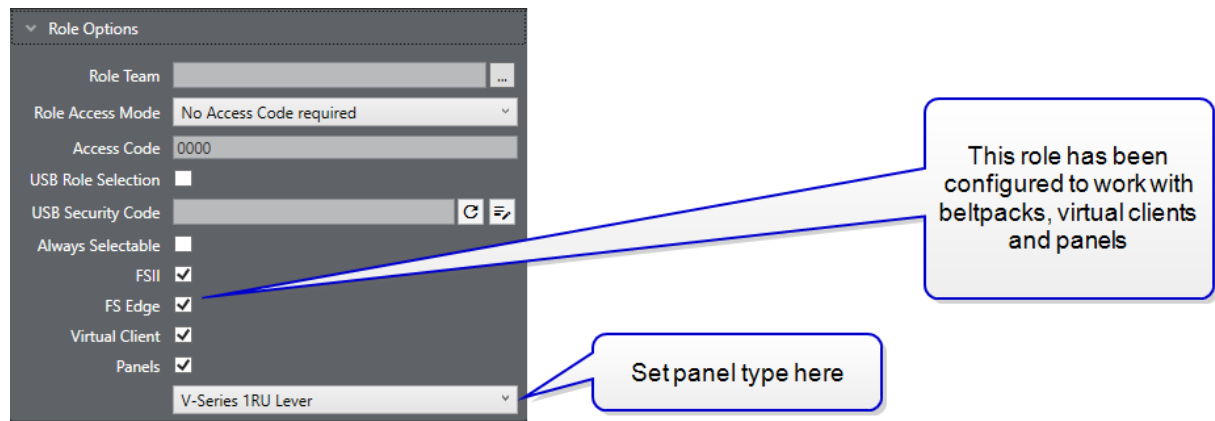 Role Options
Role Team
...
Role Access Mode No Access Code required
Access Code 0000
USB Role Selection
USB Security Code
Always Selectable
FSII
FS Edge
Virtual Client
Panels
V-Series 1RU Lever
This role has been
configured to work with
beltpacks, virtual clients
and panels
Set panel type here